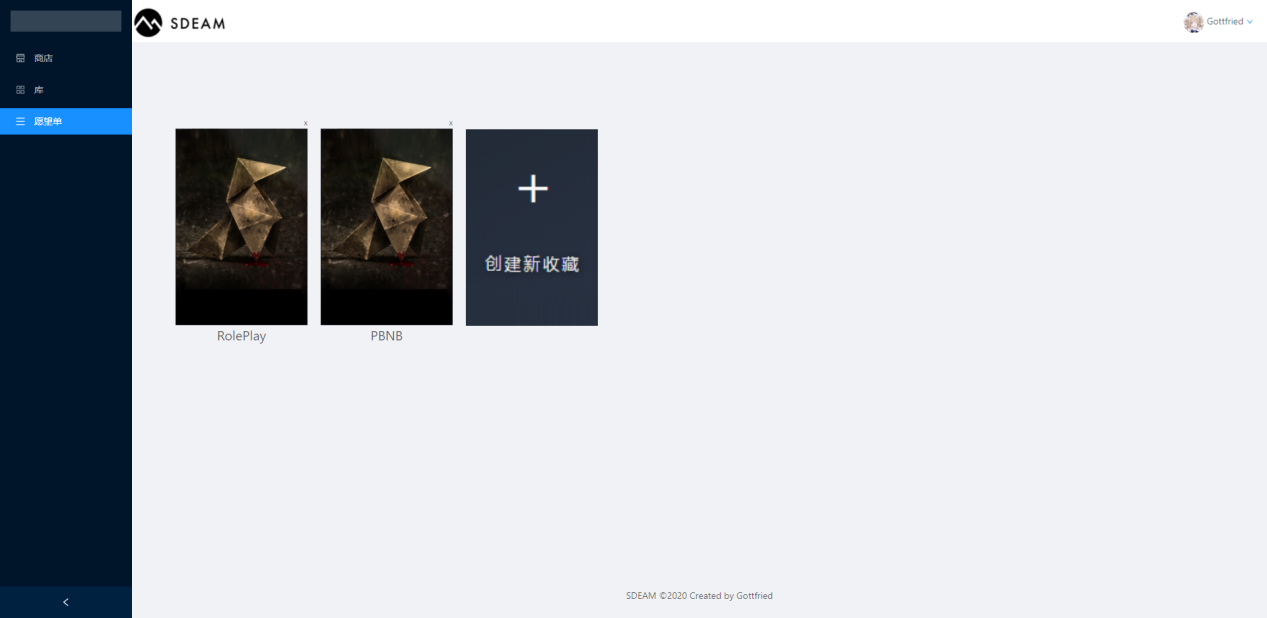 SDEAM
Gottfried
商店
库
愿望单
x
x
创建新收藏
RolePlay
PBNB
SDEAM ©2020 Created by Gottfried